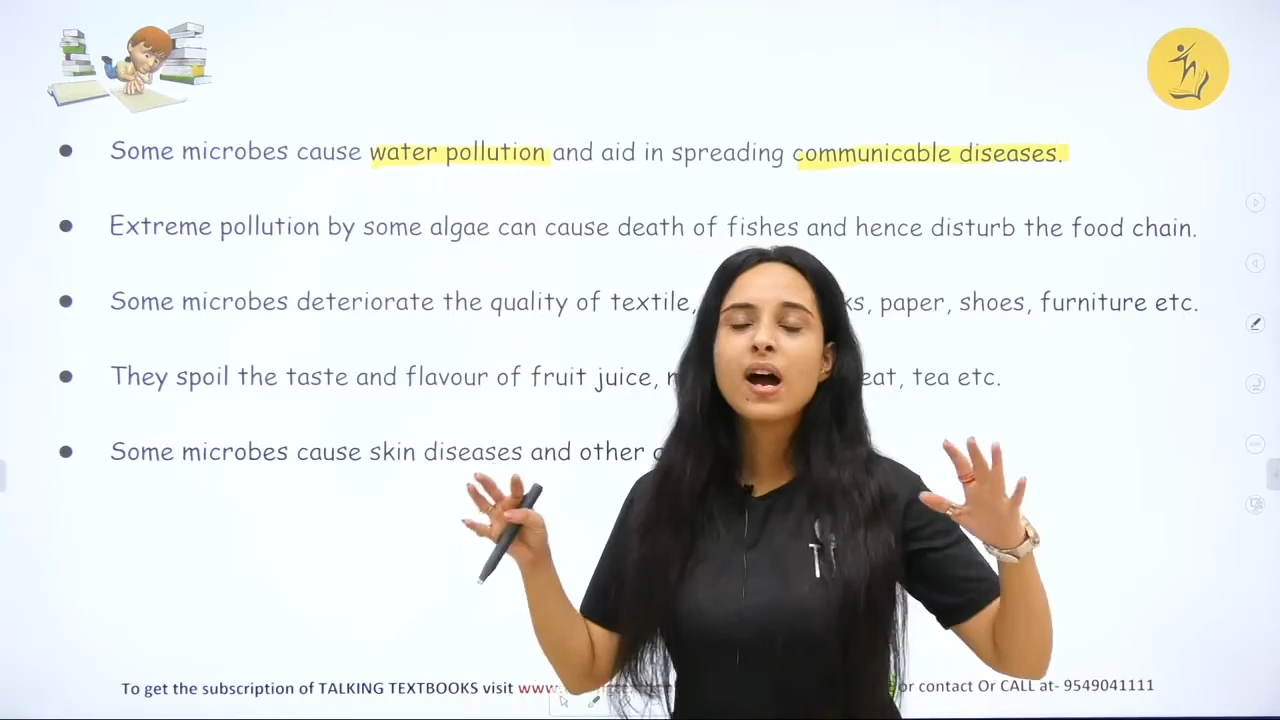 Some microbes cause water pollution and aid in spreading communicable diseases.
Extreme pollution by some algae can cause death of fishes and hence disturb the food chain.
Some microbes deteriorate the quality of textile, paper, shoes, furniture etc.
They spoil the taste and flavour of fruit juice, tea etc.
Some microbes cause skin diseases and other
To get the subscription of TALKING TEXTBOOKS visit www. or contact Or CALL at- 9549041111